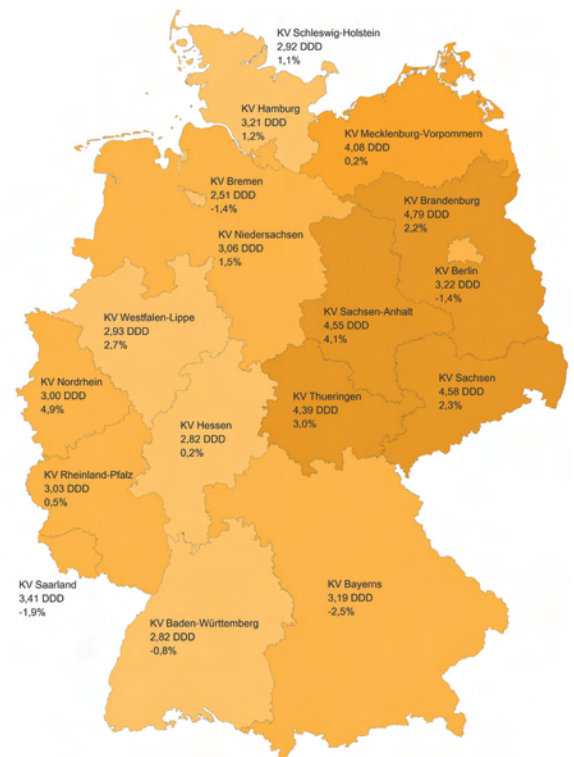 KV Schleswig-Holstein
2,92 DDD
1,1%
KV Hamburg
3,21 DDD
1,2%
KV Mecklenburg-Vorpommern
4,08 DDD
0,2%
KV Bremen
2,51 DDD
-1,4%
KV Brandenburg
4,79 DDD
2,2%
KV Niedersachsen
3,06 DDD
1,5%
KV Berlin
3,22 DDD
-1,4%
KV Westfalen-Lippe
2,93 DDD
2,7%
KV Sachsen-Anhalt
4,55 DDD
4,1%
KV Nordrhein
3,00 DDD
4,9%
KV Sachsen
4,58 DDD
2,3%
KV Thueringen
4,39 DDD
3,0%
KV Hessen
2,82 DDD
0,2%
KV Rheinland-Pfalz
3,03 DDD
0,5%
KV Saarland
3,41 DDD
-1,9%
KV Bayerns
3,19 DDD
-2,5%
KV Baden-Württemberg
2,82 DDD
-0,8%